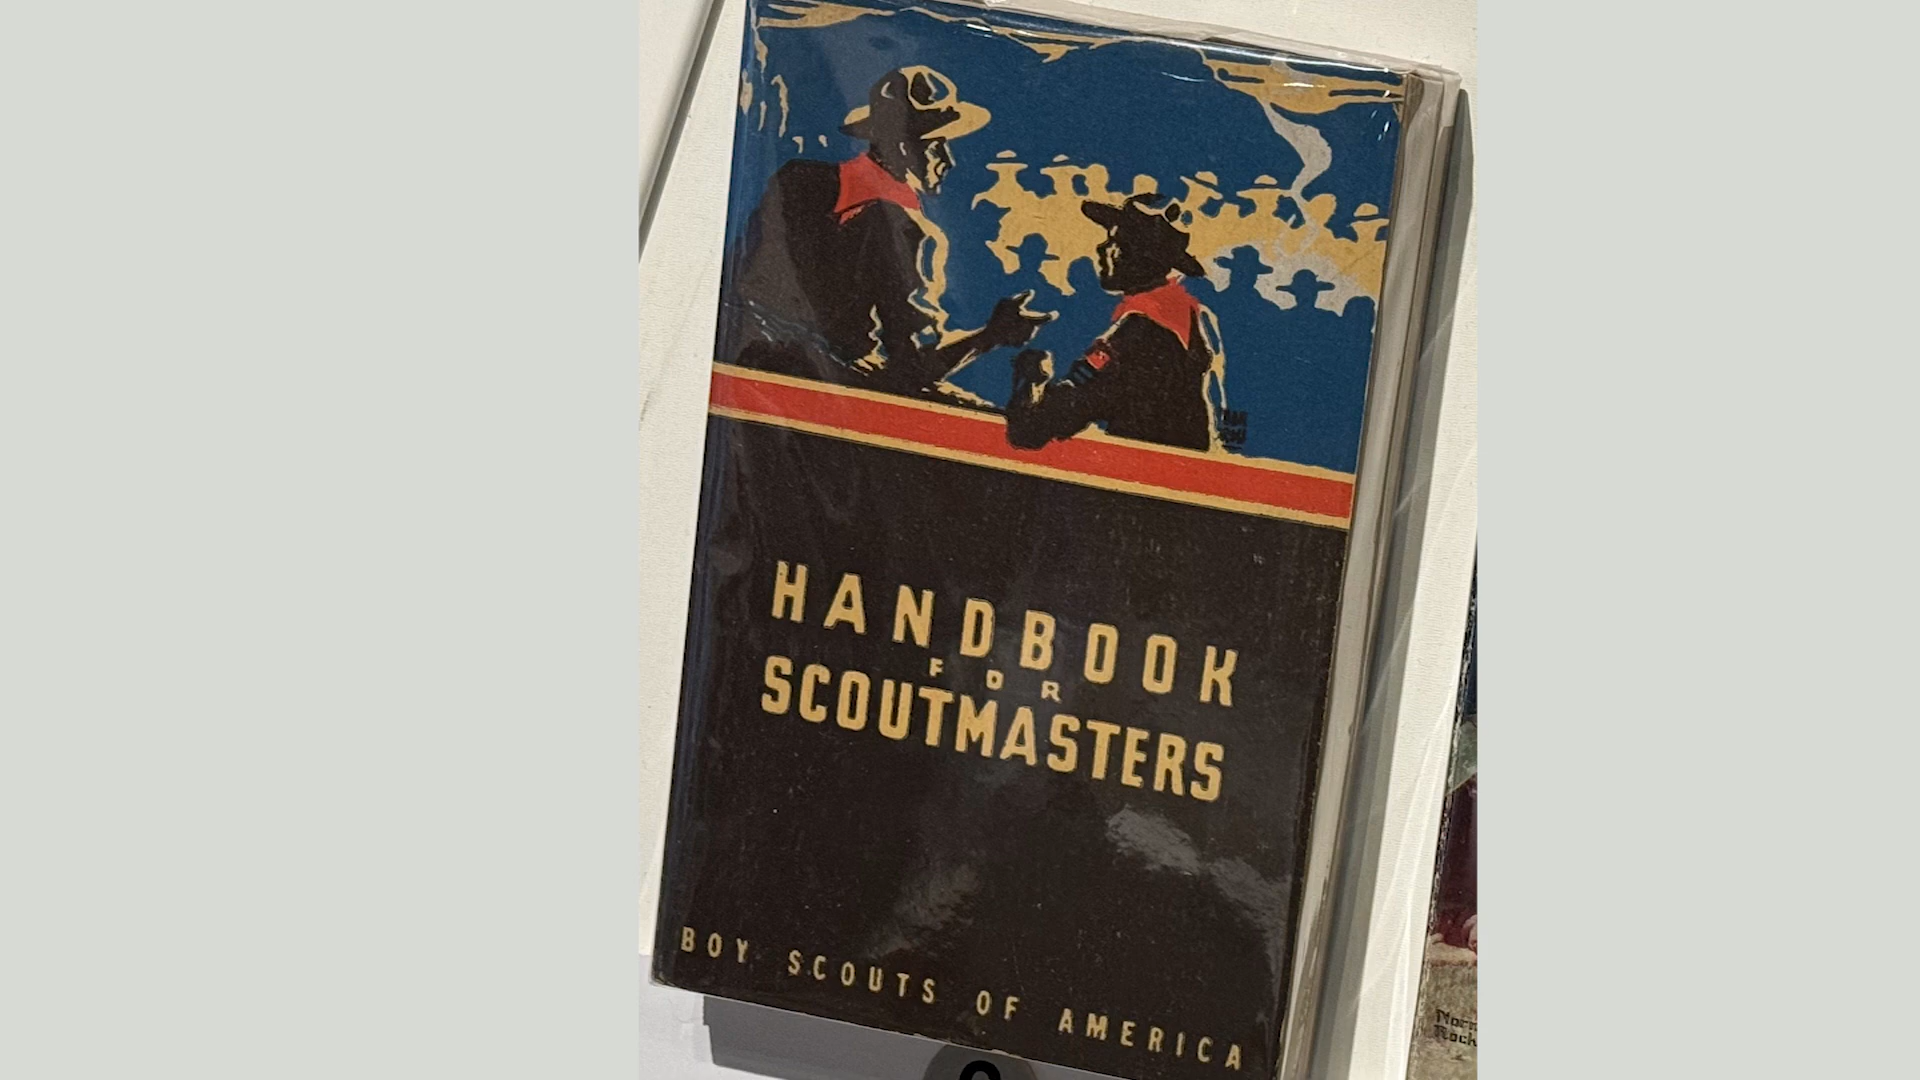 HANDBOOK
FOR
SCOUTMASTERS
BOY SCOUTS OF AMERICA